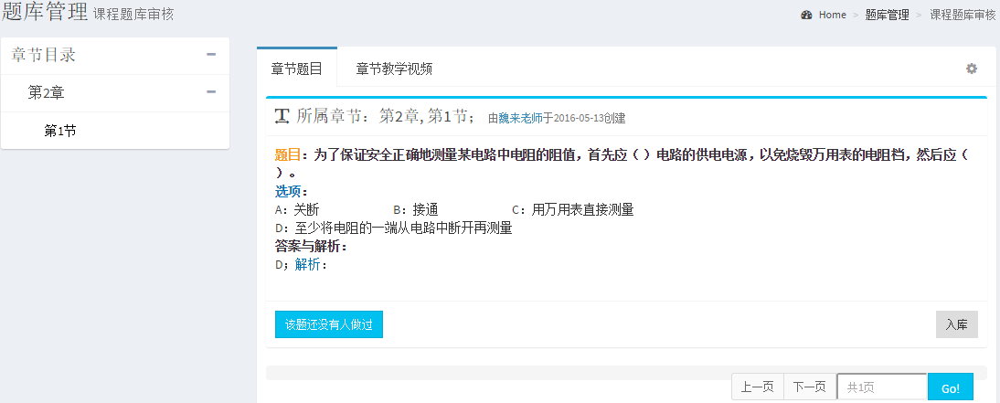 题库管理 课程题库审核
Home > 题库管理 > 课程题库审核
章节目录
第2章
第1节
章节题目 章节教学视频
所属章节：第2章, 第1节； 由魏来老师于2016-05-13创建
题目：为了保证安全正确地测量某电路中电阻的阻值，首先应（ ）电路的供电电源，以免烧毁万用表的电阻档，然后应（
）。
选项：
A：关断 B：接通 C：用万用表直接测量
D：至少将电阻的一端从电路中断开再测量
答案与解析：
D；解析：
该题还没有人做过 入库
上一页 下一页 共1页 Go!